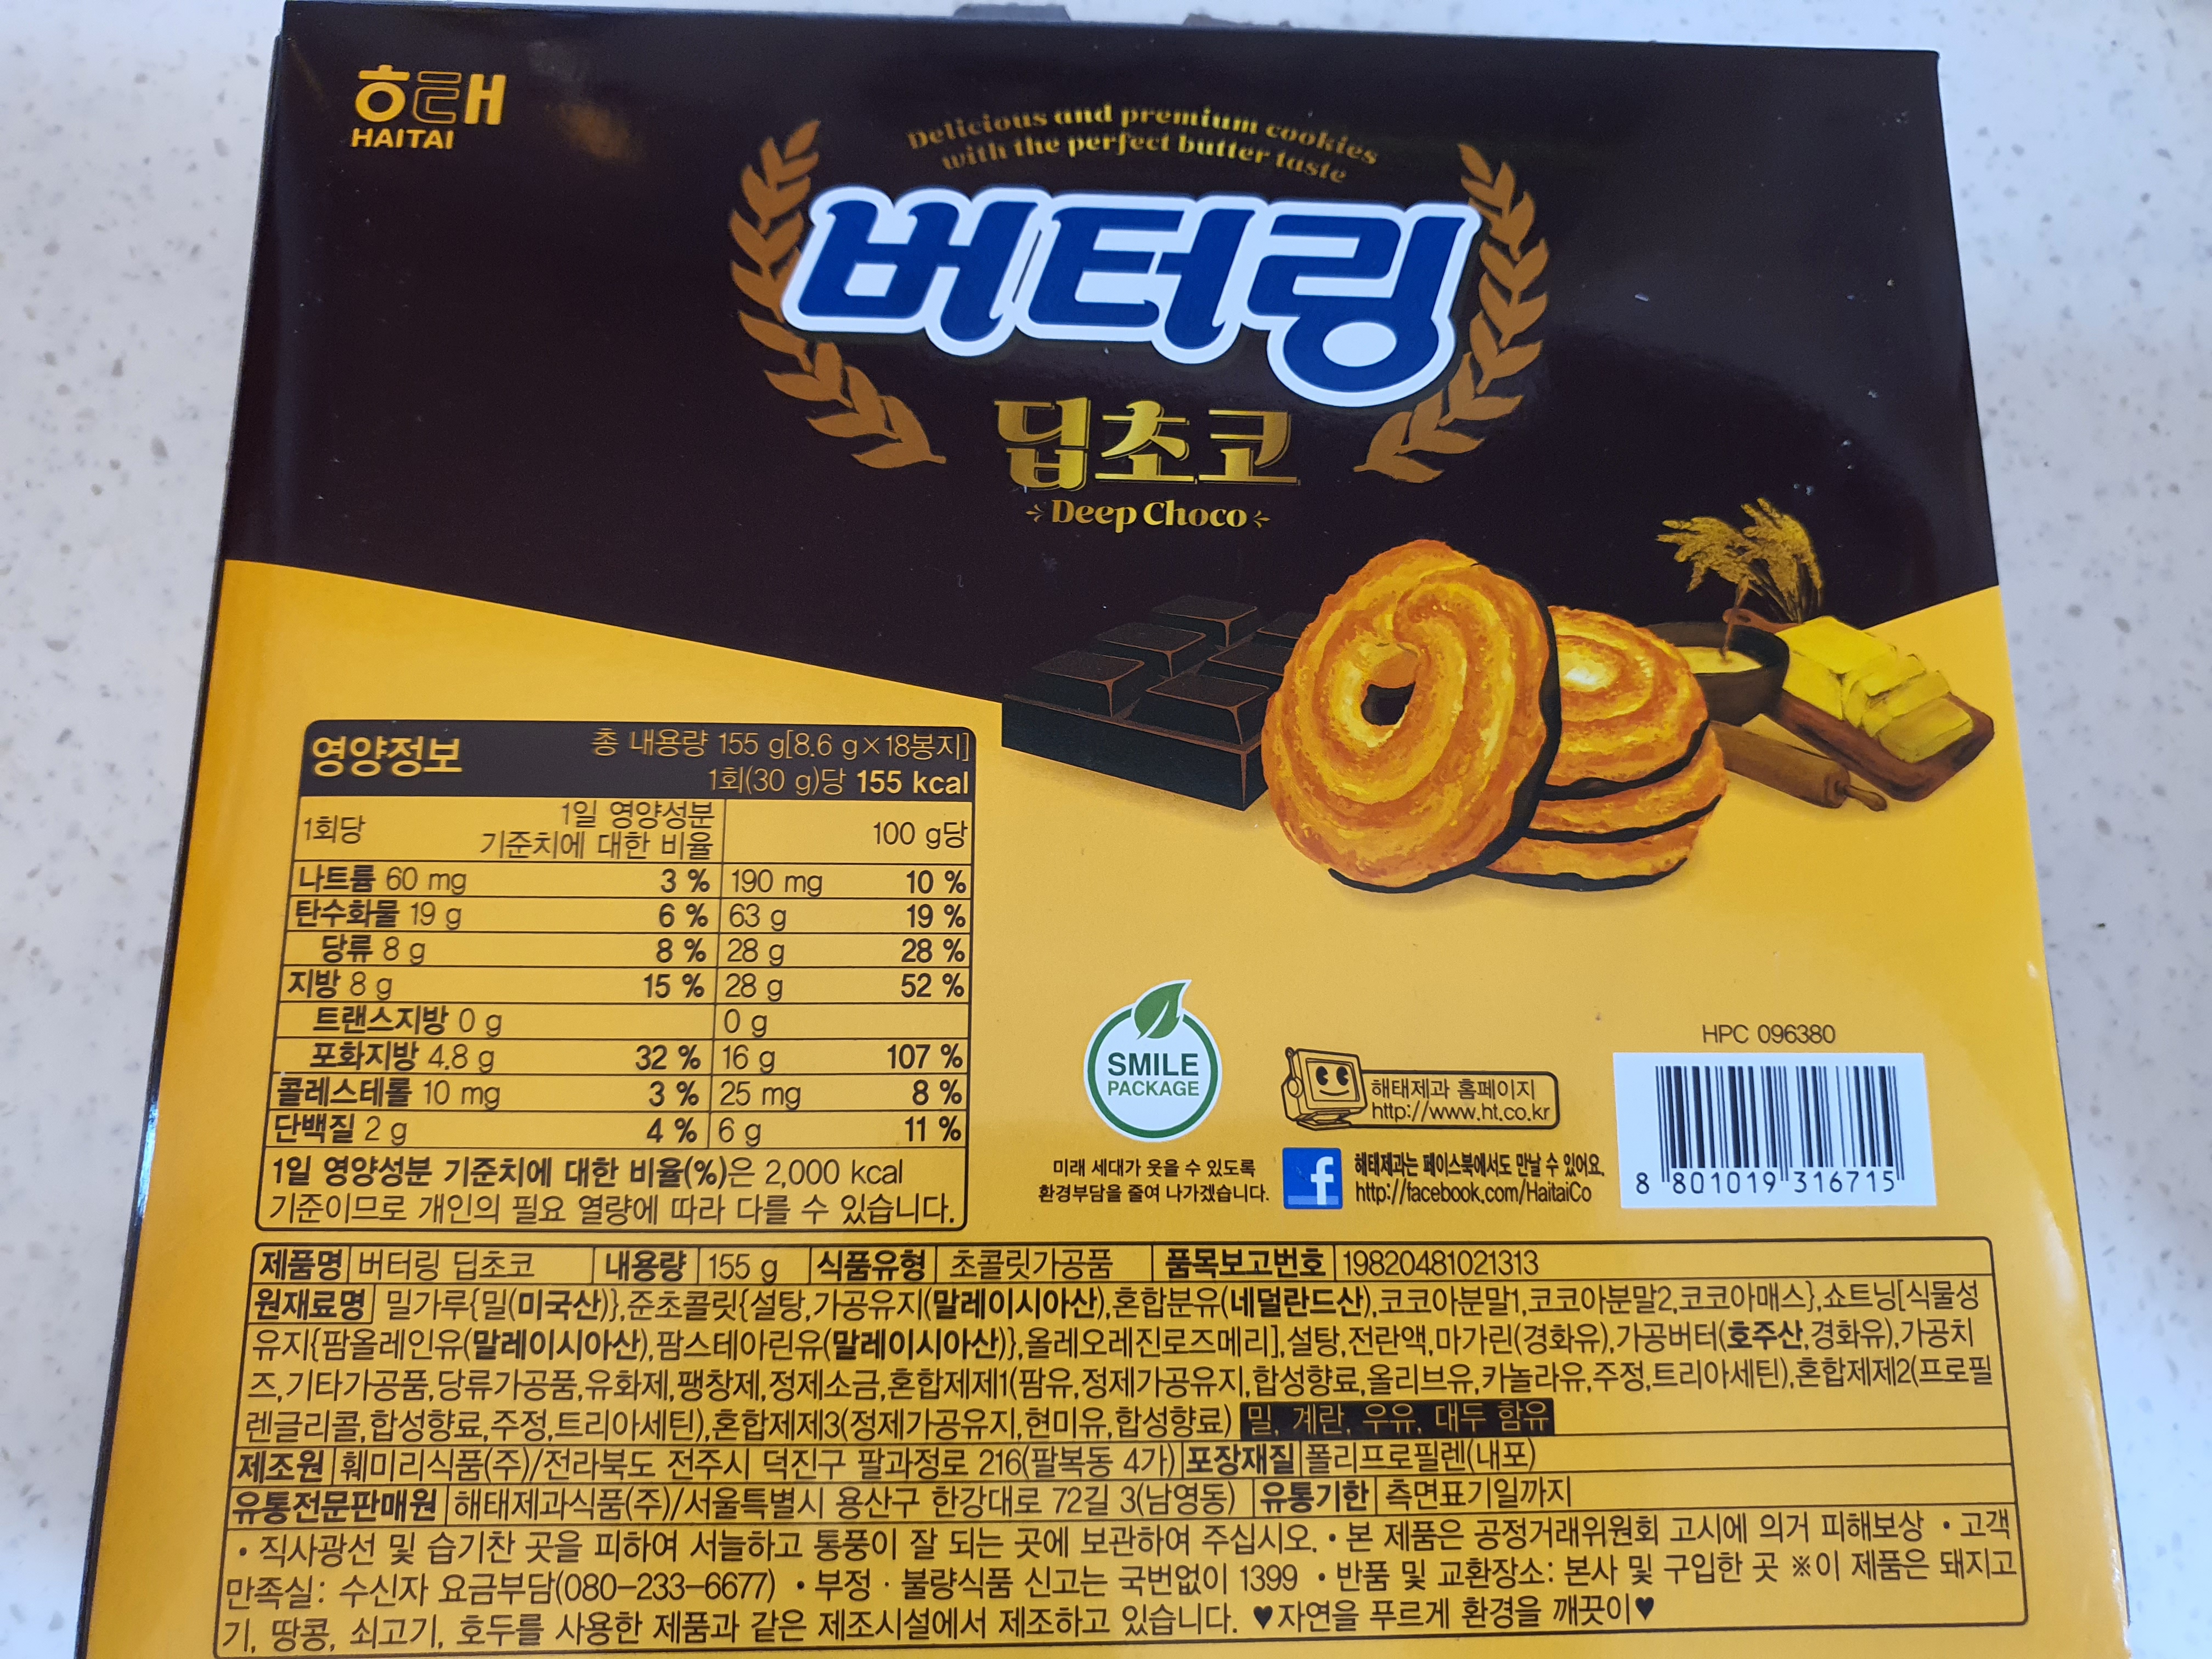 해태
HAITAI
Delicious and premium cookies
with the perfect butter taste
버터링
딥초코
Deep Choco
영양정보
총 내용량 155 g[8.6 g×18봉지]
1회(30 g)당 155 kcal
1회당 1일 영양성분 기준치에 대한 비율 100 g당
나트륨 60 mg 3 % 190 mg 10 %
탄수화물 19 g 6 % 63 g 19 %
당류 8 g 8 % 28 g 28 %
지방 8 g 15 % 28 g 52 %
트랜스지방 0 g 0 g
포화지방 4.8 g 32 % 16 g 107 %
콜레스테롤 10 mg 3 % 25 mg 8 %
단백질 2 g 4 % 6 g 11 %
1일 영양성분 기준치에 대한 비율(%)은 2,000 kcal
기준이므로 개인의 필요 열량에 따라 다를 수 있습니다.
SMILE
PACKAGE
미래 세대가 웃을 수 있도록
환경부담을 줄여 나가겠습니다.
해태제과 홈페이지
http://www.ht.co.kr
f
해태제과는 페이스북에서도 만날 수 있어요.
http://facebook.com/HaitaiCo
HPC 096380
8 801019 316715
제품명 버터링 딥초코 내용량 155 g 식품유형 초콜릿가공품 품목보고번호 19820481021313
원재료명 밀가루{밀(미국산)},준초콜릿{설탕,가공유지(말레이시아산),혼합분유(네덜란드산),코코아분말1,코코아분말2,코코아매스},쇼트닝[식물성
유지{팜올레인유(말레이시아산),팜스테아린유(말레이시아산)},올레오레진로즈메리],설탕,전란액,마가린(경화유),가공버터(호주산,경화유),가공치
즈,기타가공품,당류가공품,유화제,팽창제,정제소금,혼합제제1(팜유,정제가공유지,합성향료,올리브유,카놀라유,주정,트리아세틴),혼합제제2(프로필
렌글리콜,합성향료,주정,트리아세틴),혼합제제3(정제가공유지,현미유,합성향료) 밀, 계란, 우유, 대두 함유
제조원 훼미리식품(주)/전라북도 전주시 덕진구 팔과정로 216(팔복동 4가) 포장재질 폴리프로필렌(내포)
유통전문판매원 해태제과식품(주)/서울특별시 용산구 한강대로 72길 3(남영동) 유통기한 측면표기일까지
• 직사광선 및 습기찬 곳을 피하여 서늘하고 통풍이 잘 되는 곳에 보관하여 주십시오. • 본 제품은 공정거래위원회 고시에 의거 피해보상 • 고객
만족실: 수신자 요금부담(080-233-6677) • 부정 · 불량식품 신고는 국번없이 1399 • 반품 및 교환장소: 본사 및 구입한 곳 ※이 제품은 돼지고
기, 땅콩, 쇠고기, 호두를 사용한 제품과 같은 제조시설에서 제조하고 있습니다. ♥자연을 푸르게 환경을 깨끗이♥